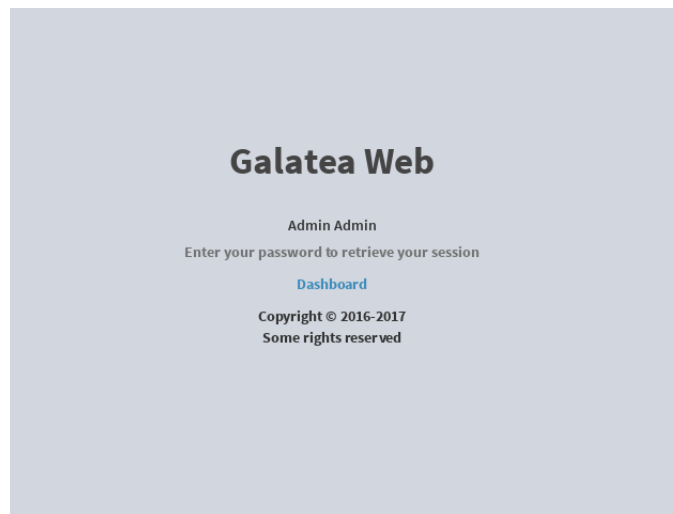 Galatea Web
Admin Admin
Enter your password to retrieve your session
Dashboard
Copyright © 2016-2017
Some rights reserved